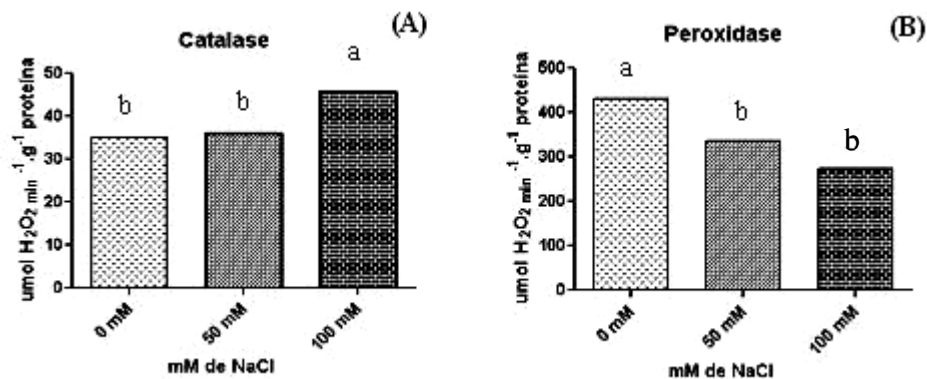 Catalase
(A)
a
b
b
50
40
30
20
10
0
umol H₂O₂ min⁻¹.g⁻¹ proteína
0 mM
50 mM
100 mM
mM de NaCl
Peroxidase
(B)
a
b
b
500
400
300
200
100
0
umol H₂O₂ min⁻¹.g⁻¹ proteína
0 mM
50 mM
100 mM
mM de NaCl